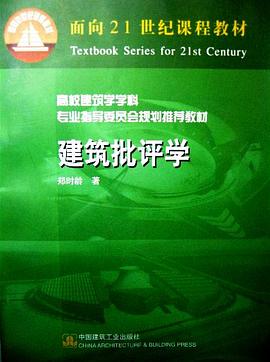 面向21世纪课程教材
Textbook Series for 21st Century
高校建筑学学科
专业指导委员会规划推荐教材
建筑批评学
郑时龄 著
中国建筑工业出版社
CHINA ARCHITECTURE & BUILDING PRESS